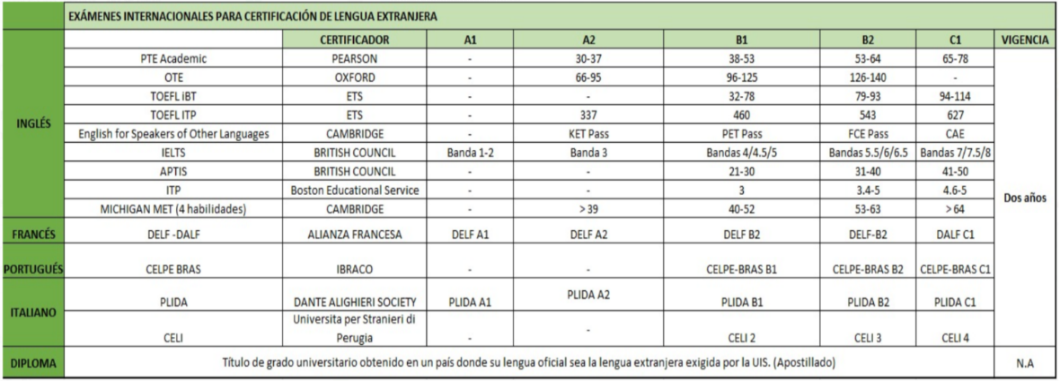 EXÁMENES INTERNACIONALES PARA CERTIFICACIÓN DE LENGUA EXTRANJERA
CERTIFICADOR A1 A2 B1 B2 C1 VIGENCIA
INGLÉS
PTE Academic PEARSON - 30-37 38-53 53-64 65-78
OTE OXFORD - 66-95 96-125 126-140 -
TOEFL iBT ETS - - 32-78 79-93 94-114
TOEFL ITP ETS - 337 460 543 627
English for Speakers of Other Languages CAMBRIDGE - KET Pass PET Pass FCE Pass CAE
IELTS BRITISH COUNCIL Banda 1-2 Banda 3 Bandas 4/4.5/5 Bandas 5.5/6/6.5 Bandas 7/7.5/8
APTIS BRITISH COUNCIL - - 21-30 31-40 41-50
ITP Boston Educational Service - - 3 3.4-5 4.6-5
MICHIGAN MET (4 habilidades) CAMBRIDGE - >39 40-52 53-63 >64
Dos años
FRANCÉS DELF -DALF ALIANZA FRANCESA DELF A1 DELF A2 DELF B2 DELF-B2 DALF C1
PORTUGUÉS CELPE BRAS IBRACO - - CELPE-BRAS B1 CELPE-BRAS B2 CELPE-BRAS C1
ITALIANO
PLIDA DANTE ALIGHIERI SOCIETY PLIDA A1 PLIDA A2 PLIDA B1 PLIDA B2 PLIDA C1
Universita per Stranieri di
CELI Perugia - - CELI 2 CELI 3 CELI 4
DIPLOMA Título de grado universitario obtenido en un país donde su lengua oficial sea la lengua extranjera exigida por la UIS. (Apostillado) N.A